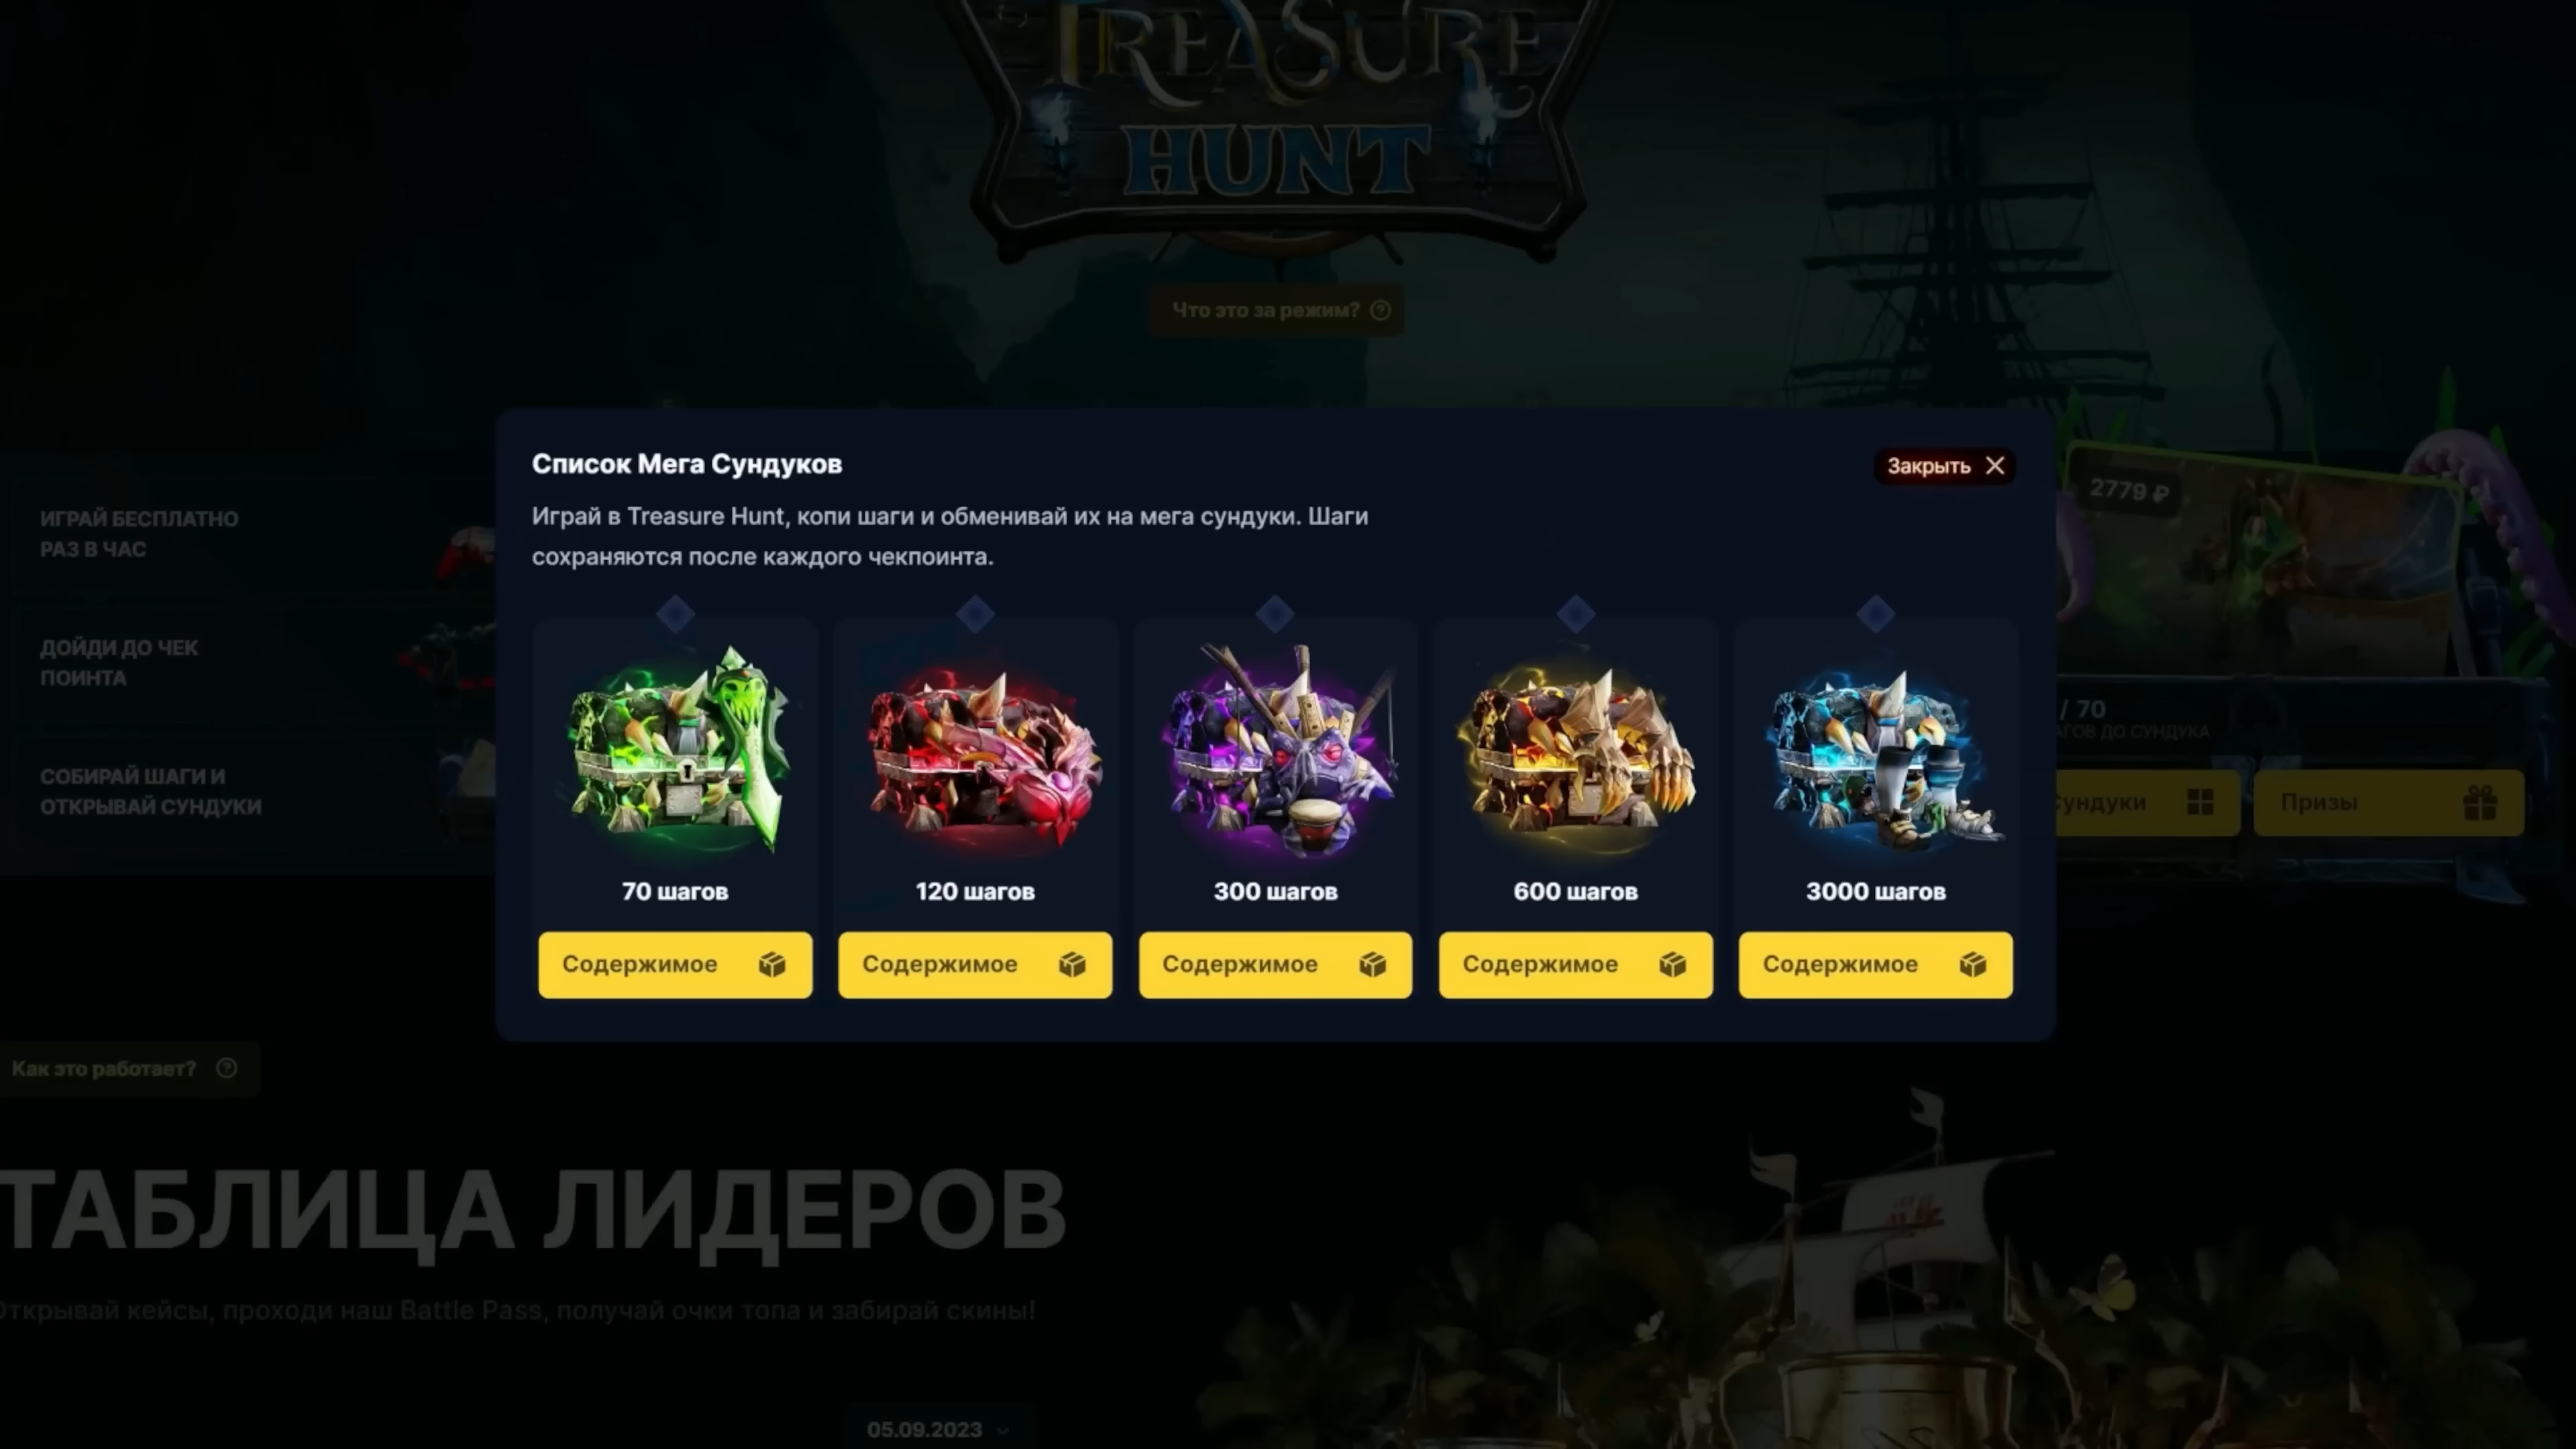 TREASURE
HUNT
Что это за режим?
Список Мега Сундуков
Закрыть
Играй в Treasure Hunt, копи шаги и обменивай их на мега сундуки. Шаги
сохраняются после каждого чекпоинта.
ИГРАЙ БЕСПЛАТНО
РАЗ В ЧАС
ДОЙДИ ДО ЧЕК
ПОИНТА
СОБИРАЙ ШАГИ И
ОТКРЫВАЙ СУНДУКИ
2779 ₽
/ 70
ДО СУНДУКА
Призы
70 шагов
120 шагов
300 шагов
600 шагов
3000 шагов
Содержимое
Содержимое
Содержимое
Содержимое
Содержимое
Как это работает?
ТАБЛИЦА ЛИДЕРОВ
Открывай кейсы, проходи наш Battle Pass, получай очки топа и забирай скины!
05.09.2023